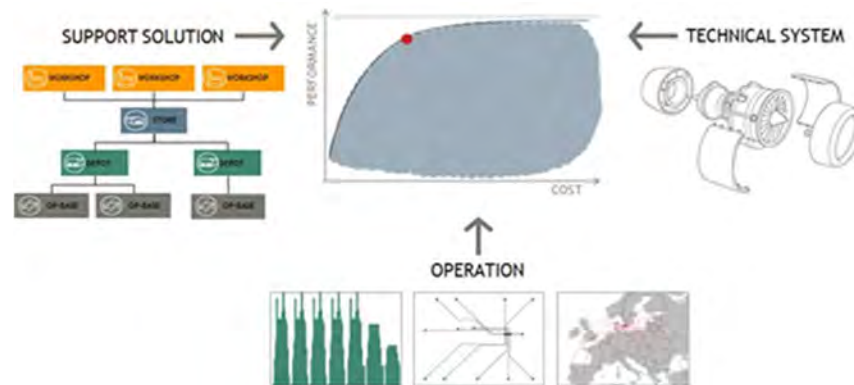 SUPPORT SOLUTION
TECHNICAL SYSTEM
PERFORMANCE
COST
WORKSHOP
WORKSHOP
WORKSHOP
STORE
DEPOT
DEPOT
OP-BASE
OP-BASE
OP-BASE
OPERATION